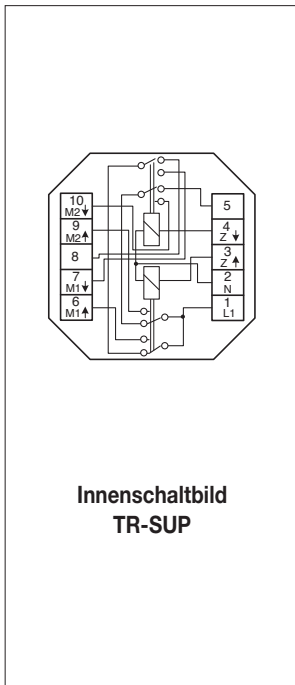 10
M2↓
9
M2↑
8
7
M1↓
6
M1↑
5
4
Z ↓
3
Z ↑
2
N
1
L1
Innenschaltbild
TR-SUP